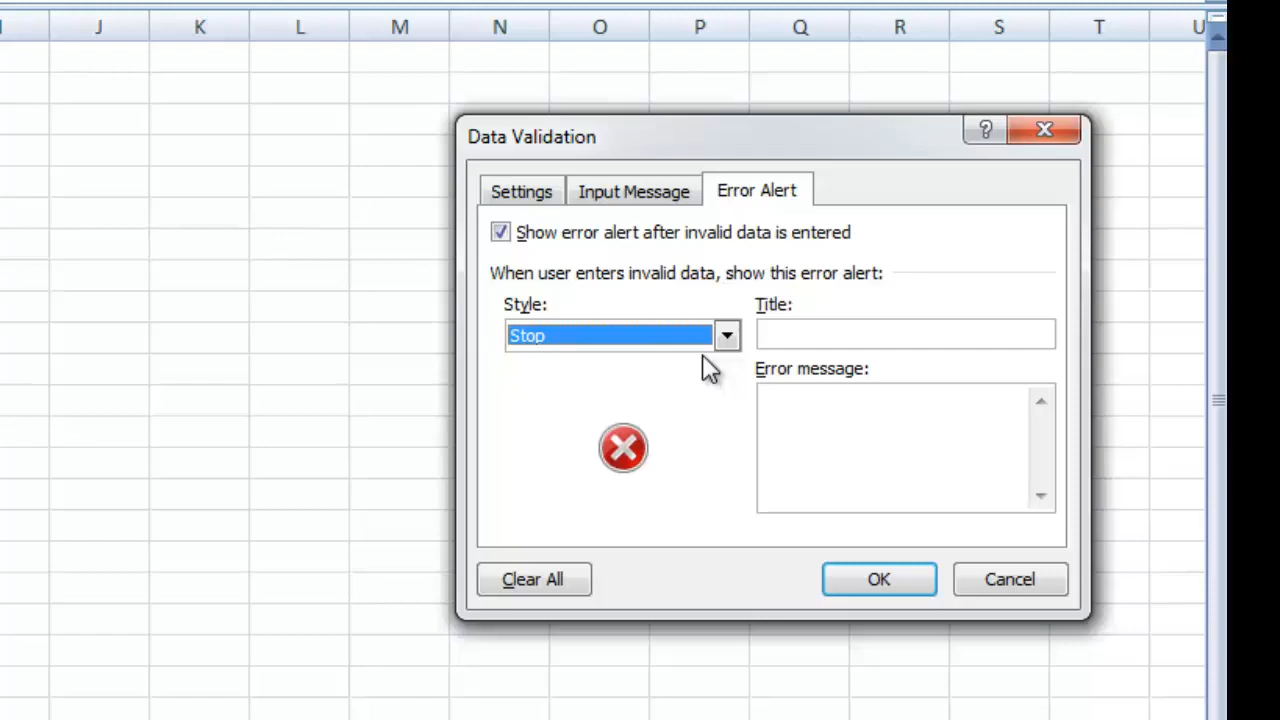 J K L M N O P Q R S T U
Data Validation ?
Settings Input Message Error Alert
Show error alert after invalid data is entered
When user enters invalid data, show this error alert:
Style: Title:
Stop
Error message:
Clear All OK Cancel